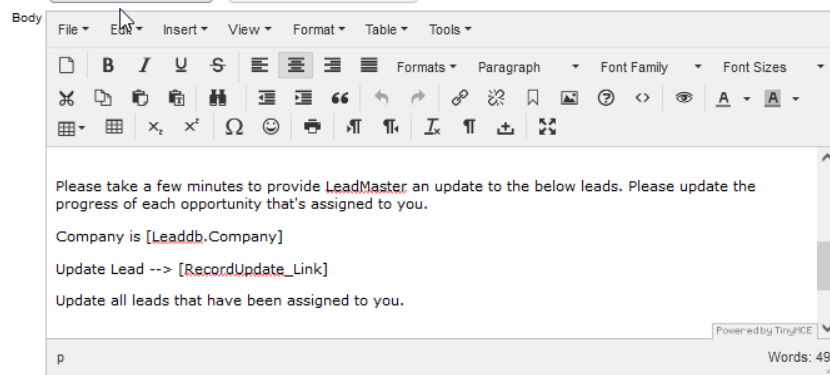 Body
File Edit Insert View Format Table Tools
B I U S Formats Paragraph Font Family Font Sizes
A A
Please take a few minutes to provide LeadMaster an update to the below leads. Please update the
progress of each opportunity that's assigned to you.
Company is [Leaddb.Company]
Update Lead --> [RecordUpdate_Link]
Update all leads that have been assigned to you.
Powered by TinyMCE
p Words: 49